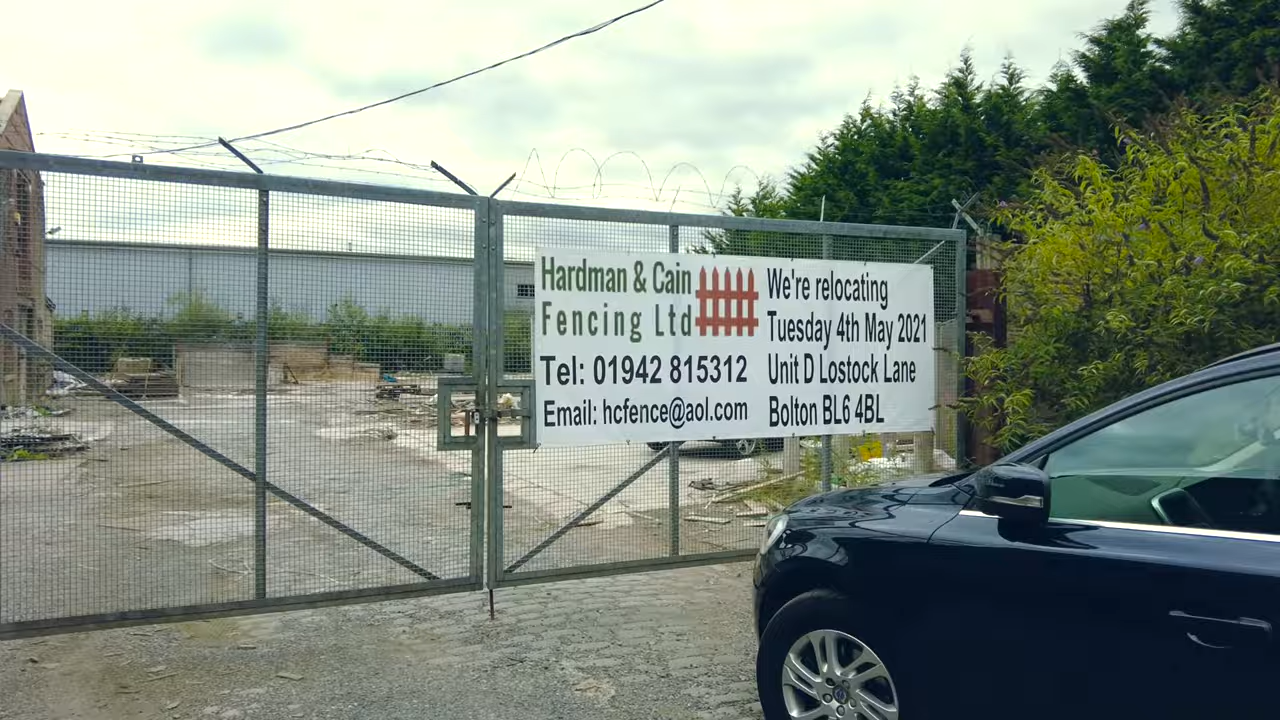 Hardman & Cain
Fencing Ltd
Tel: 01942 815312
Email: hcfence@aol.com
We're relocating
Tuesday 4th May 2021
Unit D Lostock Lane
Bolton BL6 4BL